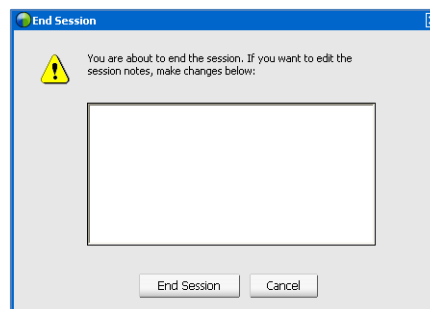 End Session
You are about to end the session. If you want to edit the
session notes, make changes below:
End Session
Cancel